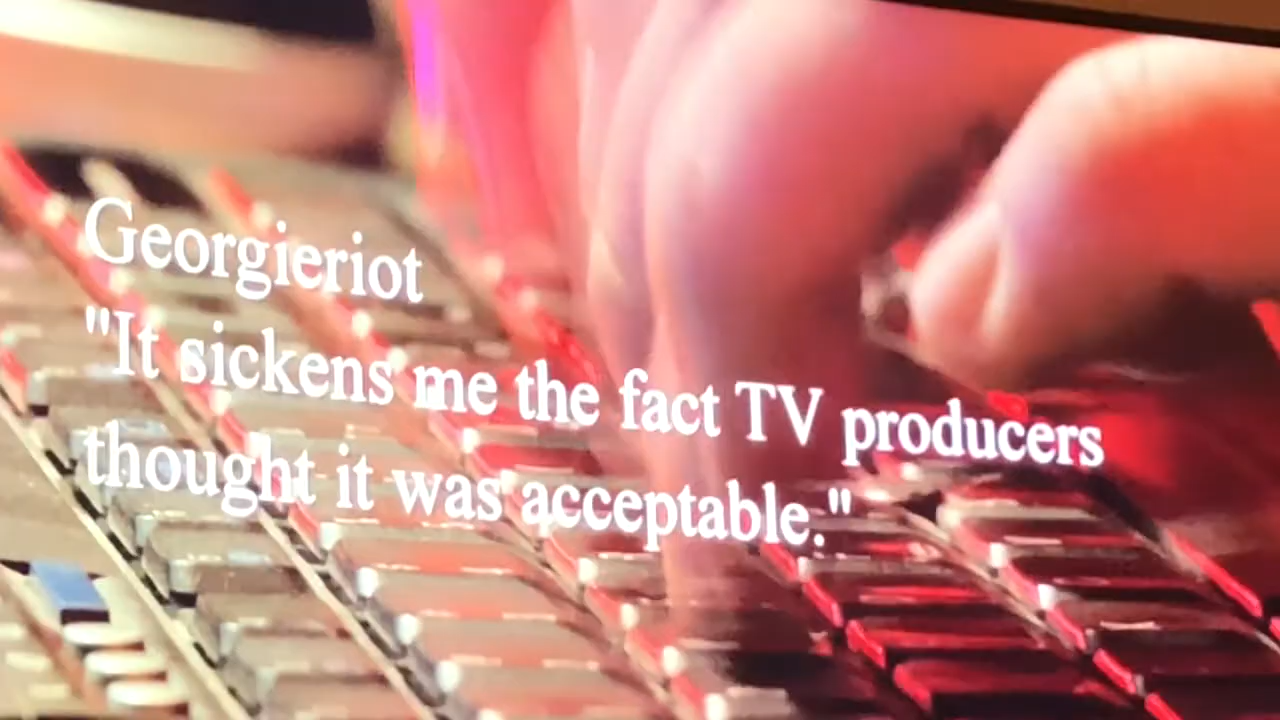 Georgieriot
"It sickens me the fact TV producers
thought it was acceptable."